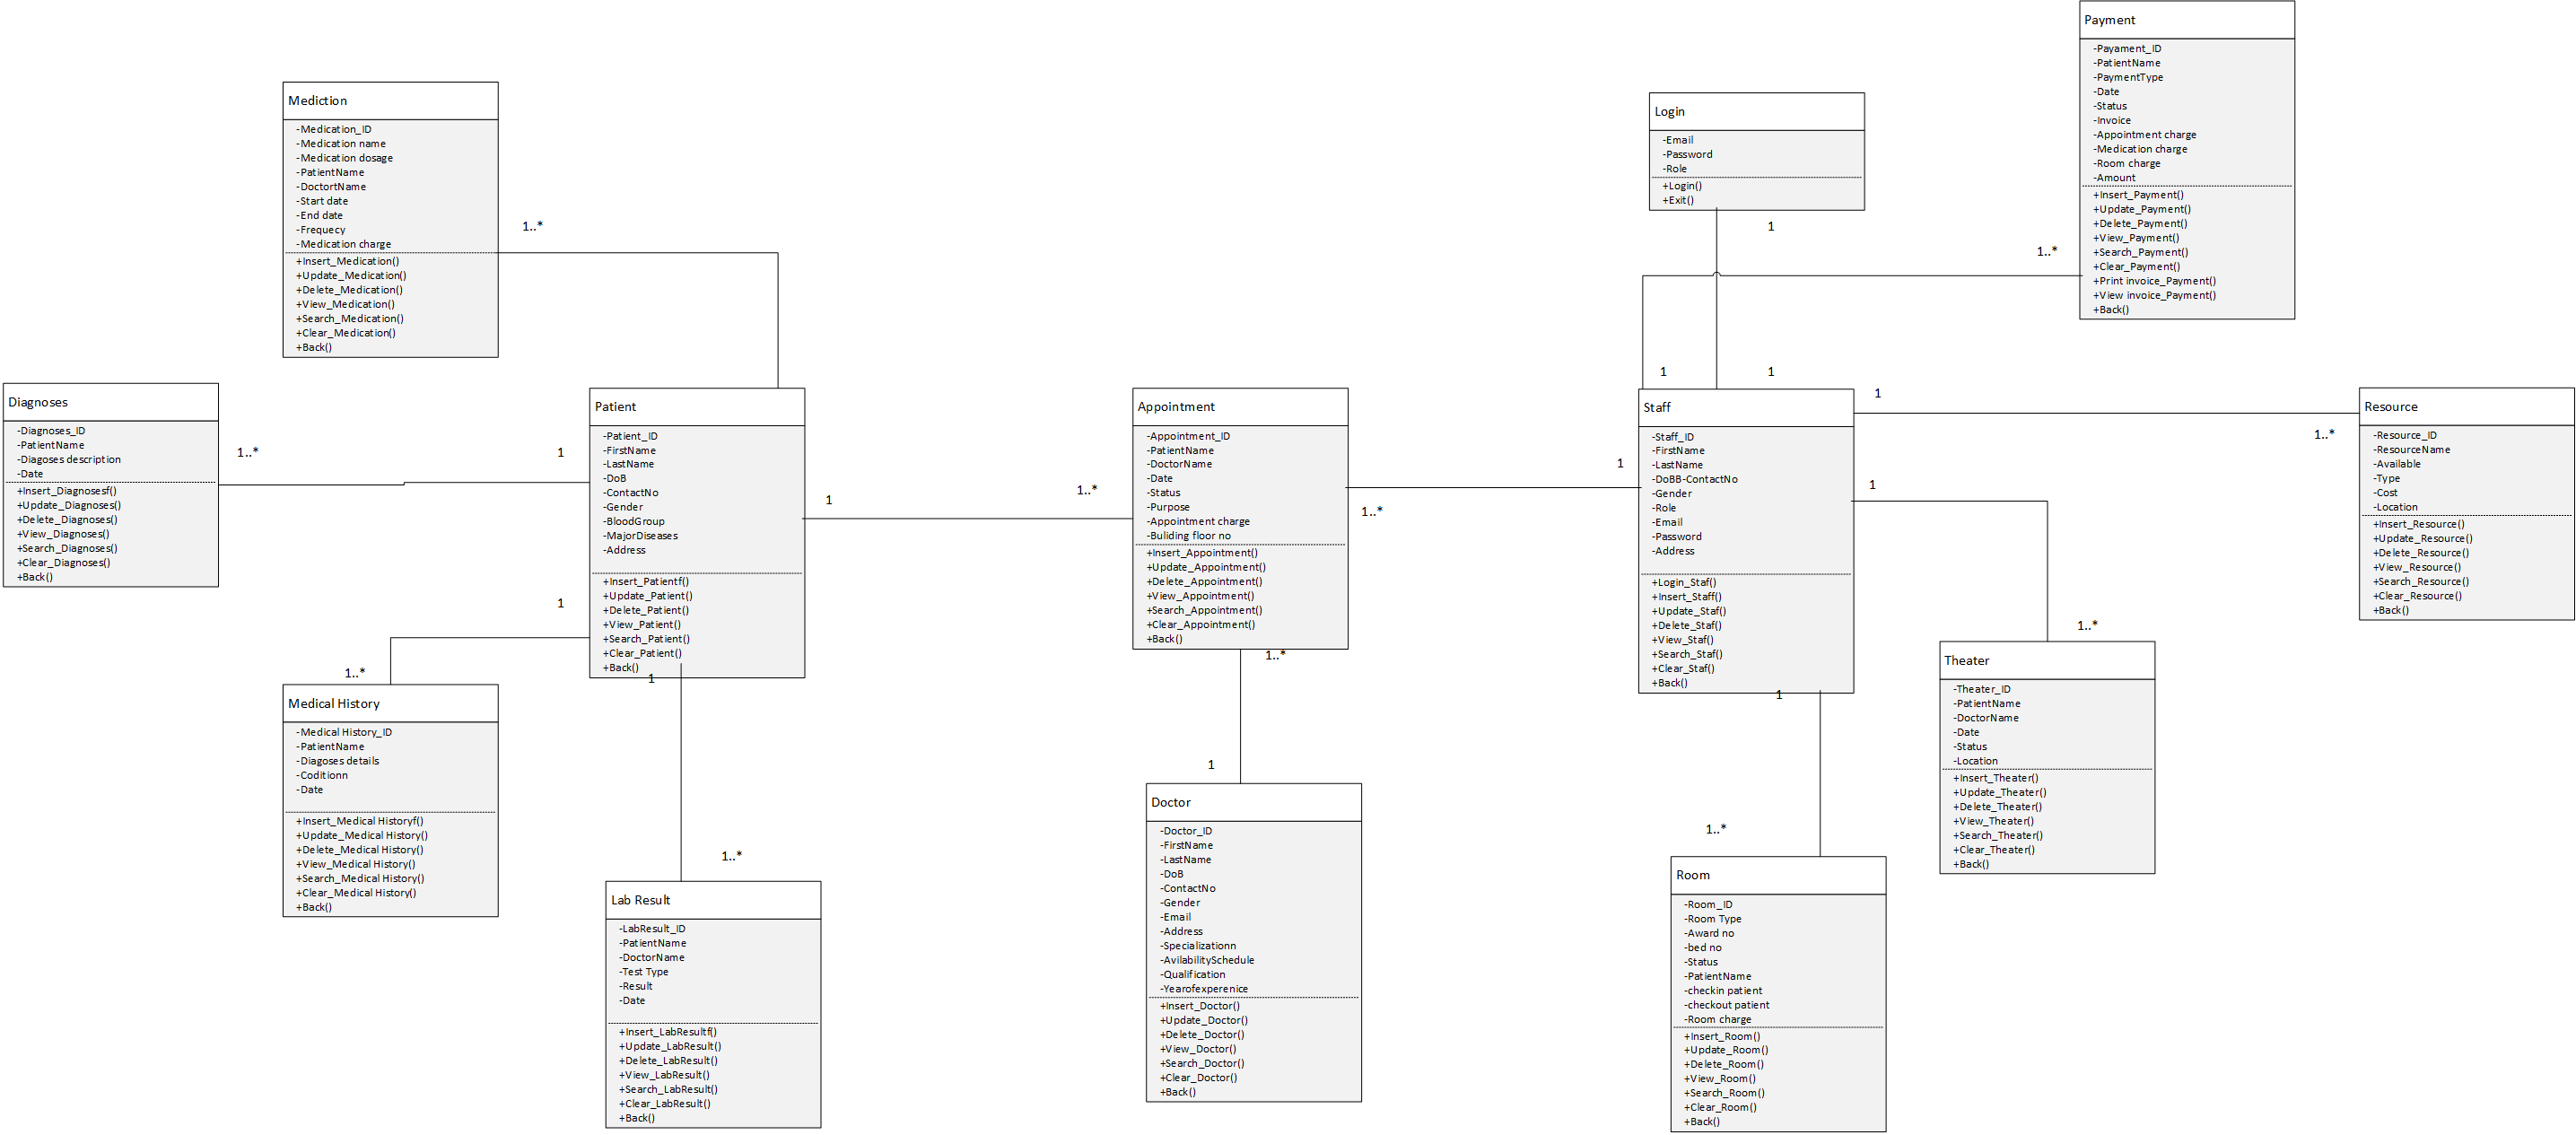 Payment
-Payament_ID
-PatientName
-PaymentType
-Date
-Status
-Invoice
-Appointment charge
-Medication charge
-Room charge
-Amount
+Insert_Payment()
+Update_Payment()
+Delete_Payment()
+View_Payment()
+Search_Payment()
+Clear_Payment()
+Print invoice_Payment()
+View invoice_Payment()
+Back()
1..*
Mediction
-Medication_ID
-Medication name
-Medication dosage
-PatientName
-DoctortName
-Start date
-End date
-Frequecy
-Medication charge
+Insert_Medication()
+Update_Medication()
+Delete_Medication()
+View_Medication()
+Search_Medication()
+Clear_Medication()
+Back()
1..*
Login
-Email
-Password
-Role
+Login()
+Exit()
1
1
1
Diagnoses
-Diagnoses_ID
-PatientName
-Diagoses description
-Date
+Insert_Diagnosesf()
+Update_Diagnoses()
+Delete_Diagnoses()
+View_Diagnoses()
+Search_Diagnoses()
+Clear_Diagnoses()
+Back()
1..*
1
Patient
-Patient_ID
-FirstName
-LastName
-DoB
-ContactNo
-Gender
-BloodGroup
-MajorDiseases
-Address
+Insert_Patientf()
+Update_Patient()
+Delete_Patient()
+View_Patient()
+Search_Patient()
+Clear_Patient()
+Back()
1
1
1
1..*
Appointment
-Appointment_ID
-PatientName
-DoctorName
-Date
-Status
-Purpose
-Appointment charge
-Buliding floor no
+Insert_Appointment()
+Update_Appointment()
+Delete_Appointment()
+View_Appointment()
+Search_Appointment()
+Clear_Appointment()
+Back()
1..*
1..*
1
1
Staff
-Staff_ID
-FirstName
-LastName
-DoBB-ContactNo
-Gender
-Role
-Email
-Password
-Address
+Login_Staf()
+Insert_Staff()
+Update_Staf()
+Delete_Staf()
+View_Staf()
+Search_Staf()
+Clear_Staf()
+Back()
1
1
1
1..*
Resource
-Resource_ID
-ResourceName
-Available
-Type
-Cost
-Location
+Insert_Resource()
+Update_Resource()
+Delete_Resource()
+View_Resource()
+Search_Resource()
+Clear_Resource()
+Back()
1..*
Theater
-Theater_ID
-PatientName
-DoctorName
-Date
-Status
-Location
+Insert_Theater()
+Update_Theater()
+Delete_Theater()
+View_Theater()
+Search_Theater()
+Clear_Theater()
+Back()
1..*
Medical History
-Medical History_ID
-PatientName
-Diagoses details
-Coditionn
-Date
+Insert_Medical Historyf()
+Update_Medical History()
+Delete_Medical History()
+View_Medical History()
+Search_Medical History()
+Clear_Medical History()
+Back()
1..*
Lab Result
-LabResult_ID
-PatientName
-DoctorName
-Test Type
-Result
-Date
+Insert_LabResultf()
+Update_LabResult()
+Delete_LabResult()
+View_LabResult()
+Search_LabResult()
+Clear_LabResult()
+Back()
Doctor
-Doctor_ID
-FirstName
-LastName
-DoB
-ContactNo
-Gender
-Email
-Address
-Specializationn
-AvilabilitySchedule
-Qualification
-Yearofexperenice
+Insert_Doctor()
+Update_Doctor()
+Delete_Doctor()
+View_Doctor()
+Search_Doctor()
+Clear_Doctor()
+Back()
1..*
Room
-Room_ID
-Room Type
-Award no
-bed no
-Status
-PatientName
-checkin patient
-checkout patient
-Room charge
+Insert_Room()
+Update_Room()
+Delete_Room()
+View_Room()
+Search_Room()
+Clear_Room()
+Back()